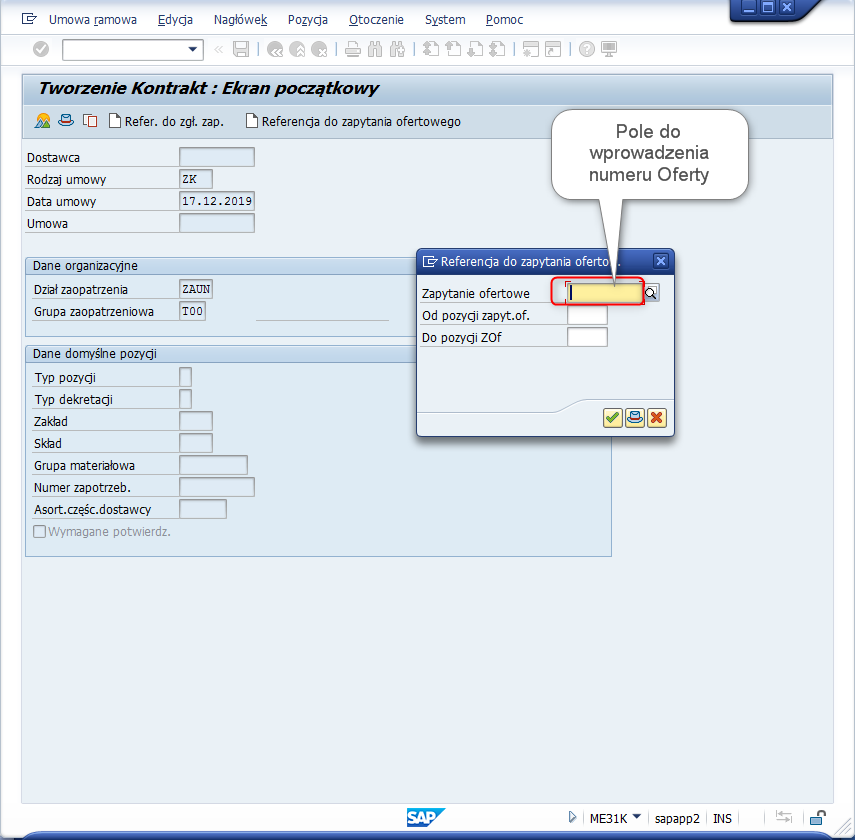 Umowa ramowa Edycja Nagłówek Pozycja Otoczenie System Pomoc
Tworzenie Kontrakt : Ekran początkowy
Refer. do zgł. zap. Referencja do zapytania ofertowego
Pole do
wprowadzenia
numeru Oferty
Dostawca
Rodzaj umowy ZK
Data umowy 17.12.2019
Umowa
Dane organizacyjne
Dział zaopatrzenia ZAUN
Grupa zaopatrzeniowa T00
Referencja do zapytania oferto...
Zapytanie ofertowe
Od pozycji zapyt.of.
Do pozycji ZOf
Dane domyślne pozycji
Typ pozycji
Typ dekretacji
Zakład
Skład
Grupa materiałowa
Numer zapotrzeb.
Asort.częśc.dostawcy
Wymagane potwierdz.
SAP ME31K sapapp2 INS